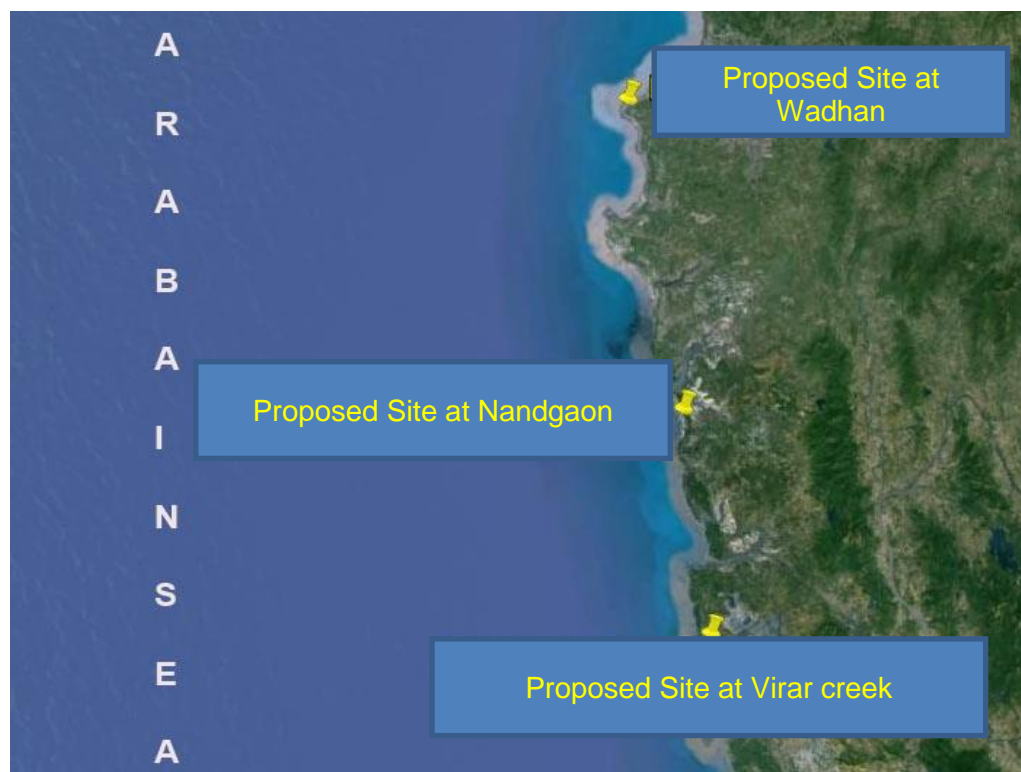 A
R
A
B
A
I
N
S
E
A
Proposed Site at
Wadhan
Proposed Site at Nandgaon
Proposed Site at Virar creek